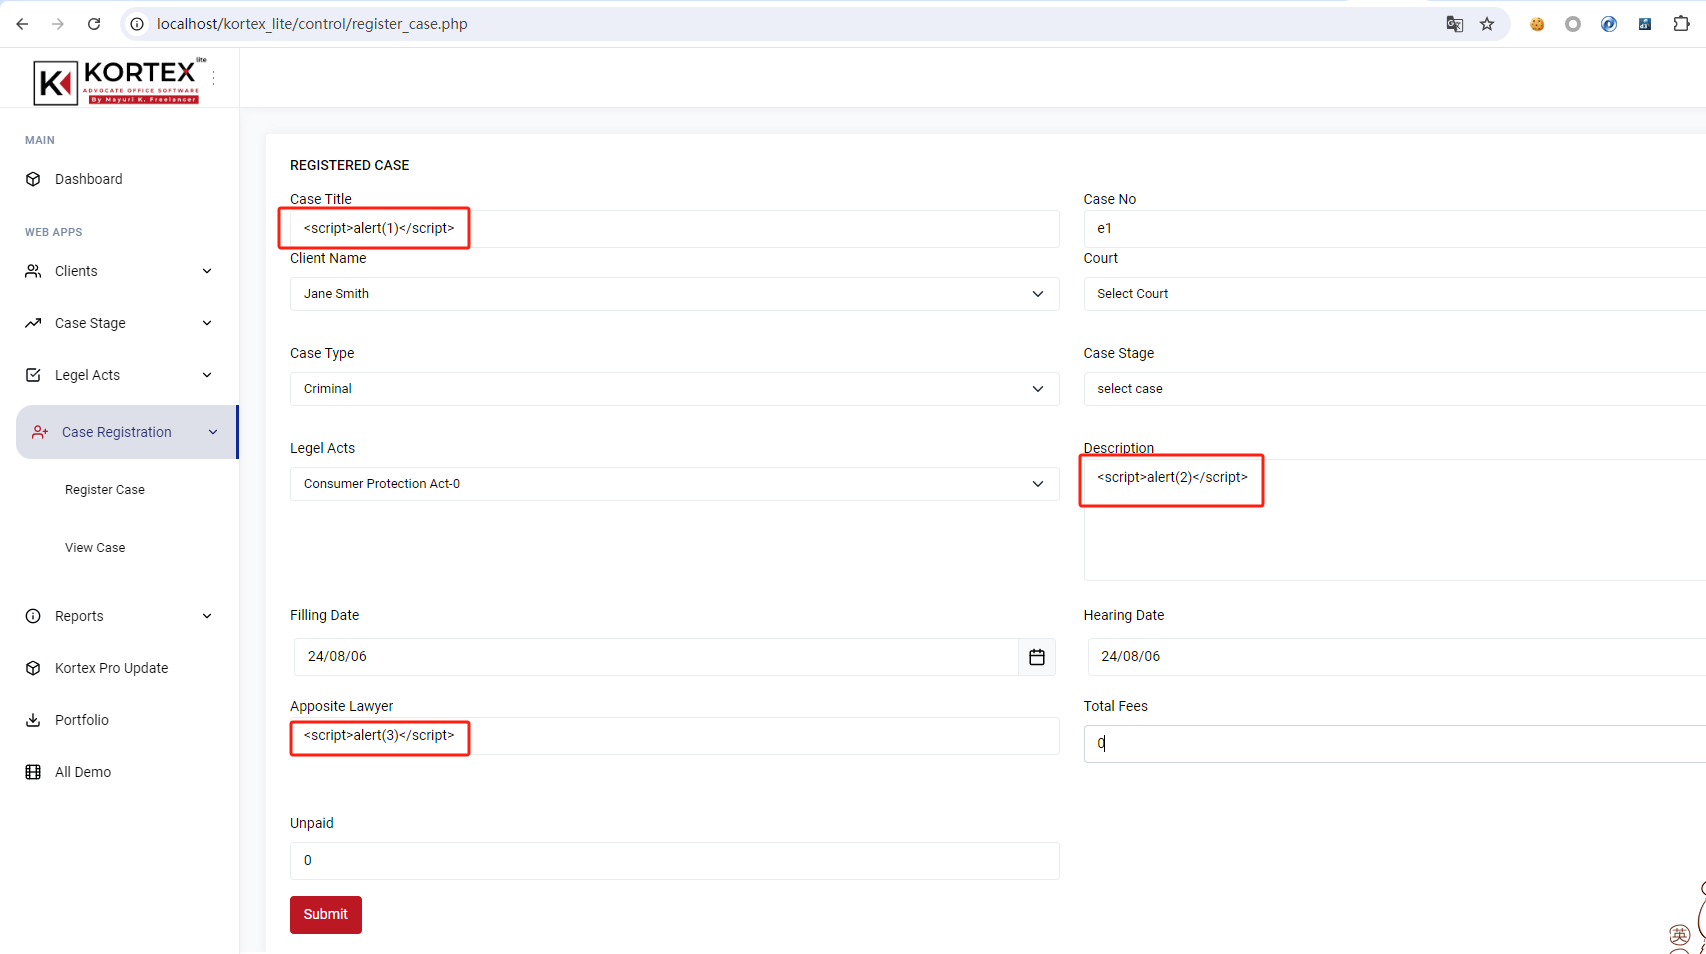 localhost/kortex_lite/control/register_case.php
KORTEX lite
ADVOCATE OFFICE SOFTWARE
By Mayuri K. Freelancer
MAIN
Dashboard
WEB APPS
Clients
Case Stage
Legel Acts
Case Registration
Register Case
View Case
Reports
Kortex Pro Update
Portfolio
All Demo
REGISTERED CASE
Case Title
Case No
<script>alert(1)</script>
e1
Client Name
Court
Jane Smith
Select Court
Case Type
Case Stage
Criminal
select case
Legel Acts
Description
Consumer Protection Act-0
<script>alert(2)</script>
Filling Date
Hearing Date
24/08/06
24/08/06
Apposite Lawyer
Total Fees
<script>alert(3)</script>
0
Unpaid
0
Submit
英